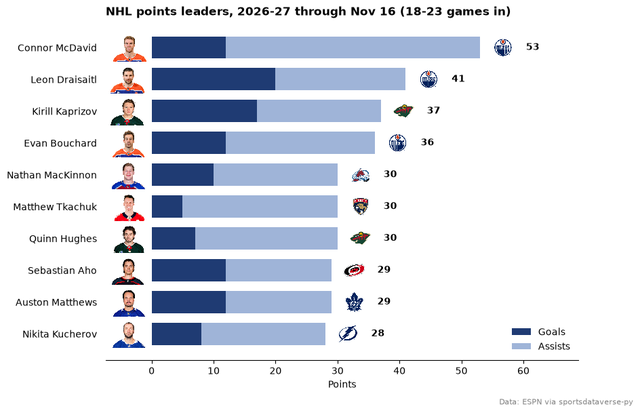 NHL points leaders, 2026-27 through Nov 16 (18-23 games in)
Connor McDavid 53
Leon Draisaitl 41
Kirill Kaprizov 37
Evan Bouchard 36
Nathan MacKinnon 30
Matthew Tkachuk 30
Quinn Hughes 30
Sebastian Aho 29
Auston Matthews 29
Nikita Kucherov 28
Goals
Assists
0 10 20 30 40 50 60
Points
Data: ESPN via sportsdataverse-py